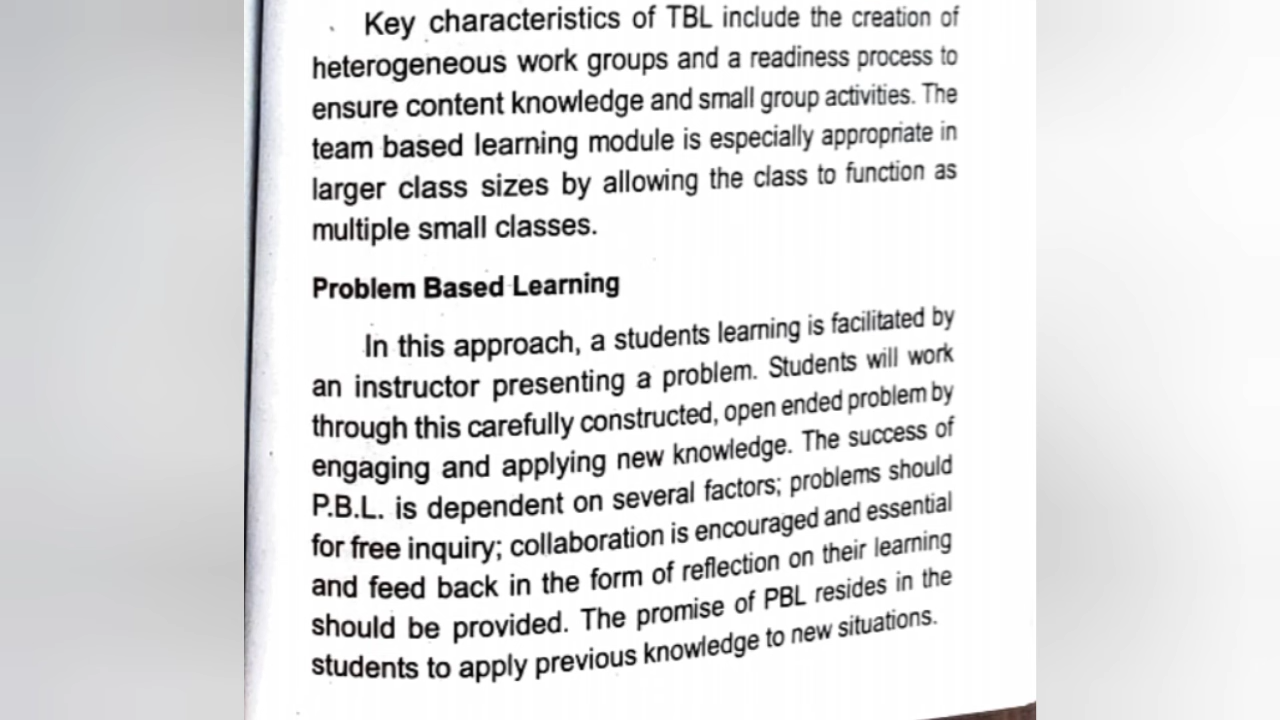 Key characteristics of TBL include the creation of
heterogeneous work groups and a readiness process to
ensure content knowledge and small group activities. The
team based learning module is especially appropriate in
larger class sizes by allowing the class to function as
multiple small classes.
Problem Based Learning
In this approach, a students learning is facilitated by
an instructor presenting a problem. Students will work
through this carefully constructed, open ended problem by
engaging and applying new knowledge. The success of
P.B.L. is dependent on several factors; problems should
for free inquiry; collaboration is encouraged and essential
and feed back in the form of reflection on their learning
should be provided. The promise of PBL resides in the
students to apply previous knowledge to new situations.